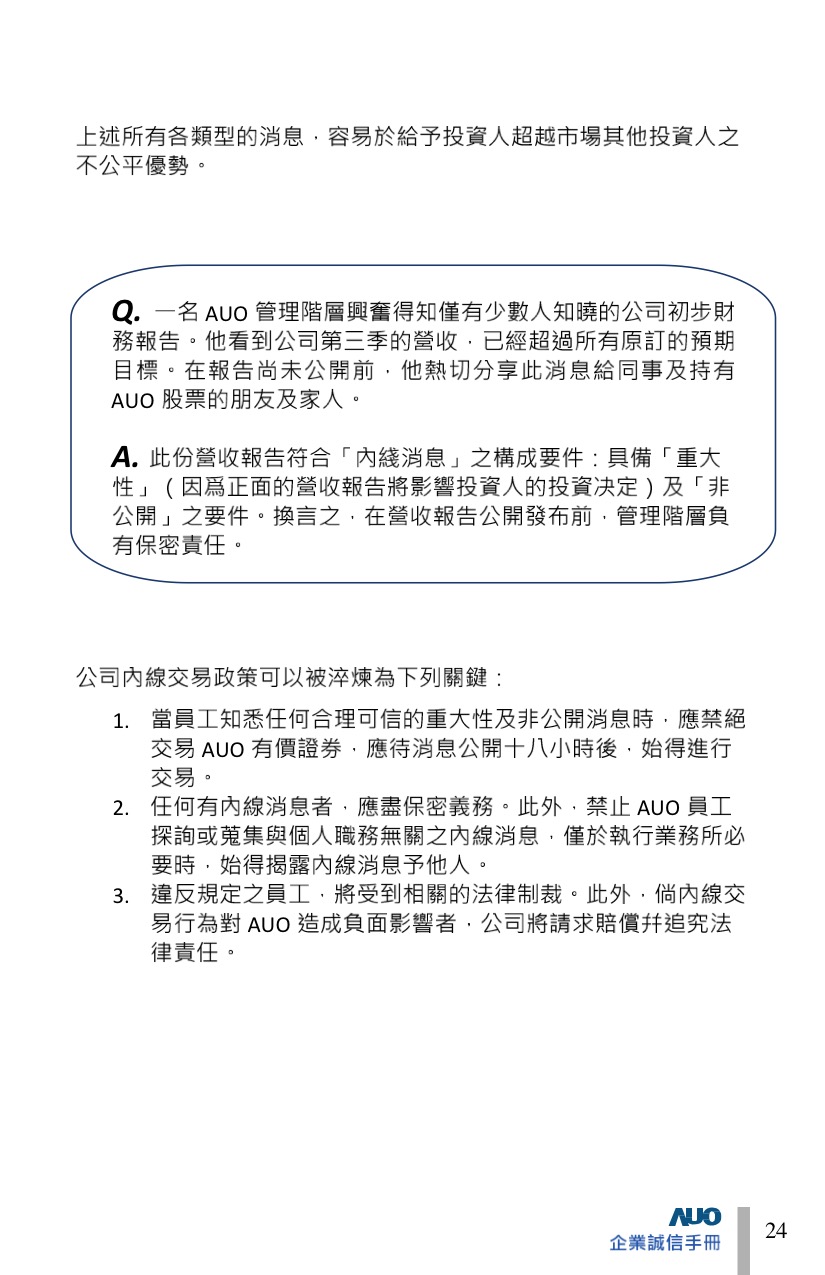 上述所有各類型的消息，容易於給予投資人超越市場其他投資人之
不公平優勢。
Q. 一名 AUO 管理階層興奮得知僅有少數人知曉的公司初步財
務報告。他看到公司第三季的營收，已經超過所有原訂的預期
目標。在報告尚未公開前，他熱切分享此消息給同事及持有
AUO 股票的朋友及家人。
A. 此份營收報告符合「內綫消息」之構成要件：具備「重大
性」（因爲正面的營收報告將影響投資人的投資決定）及「非
公開」之要件。換言之，在營收報告公開發布前，管理階層負
有保密責任。
公司內線交易政策可以被淬煉為下列關鍵：
1. 當員工知悉任何合理可信的重大性及非公開消息時，應禁絕
交易 AUO 有價證券，應待消息公開十八小時後，始得進行
交易。
2. 任何有內線消息者，應盡保密義務。此外，禁止 AUO 員工
探詢或蒐集與個人職務無關之內線消息，僅於執行業務所必
要時，始得揭露內線消息予他人。
3. 違反規定之員工，將受到相關的法律制裁。此外，倘內線交
易行為對 AUO 造成負面影響者，公司將請求賠償幷追究法
律責任。
AUO
企業誠信手冊
24